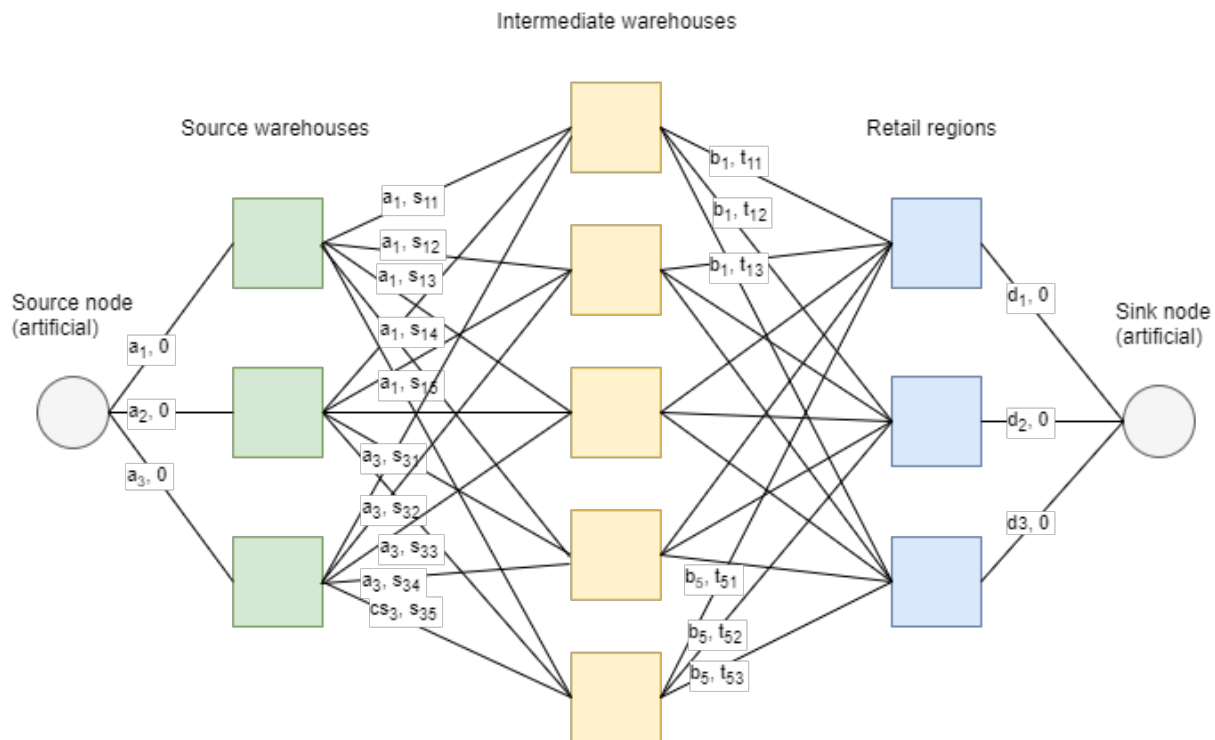 Intermediate warehouses
Source warehouses
Retail regions
b₁, t₁₁
a₁, s₁₁
b₁, t₁₂
a₁, s₁₂
b₁, t₁₃
a₁, s₁₃
Source node
(artificial)
d₁, 0
Sink node
(artificial)
a₁, s₁₄
a₁, 0
a₁, s₁₅
a₂, 0
d₂, 0
a₃, s₃₁
a₃, 0
a₃, s₃₂
d3, 0
a₃, s₃₃
a₃, s₃₄
b₅, t₅₁
cs₃, s₃₅
b₅, t₅₂
b₅, t₅₃